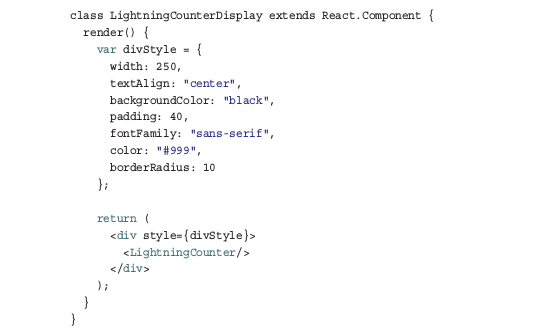 class LightningCounterDisplay extends React.Component {
  render() {
    var divStyle = {
      width: 250,
      textAlign: "center",
      backgroundColor: "black",
      padding: 40,
      fontFamily: "sans-serif",
      color: "#999",
      borderRadius: 10
    };

    return (
      <div style={divStyle}>
        <LightningCounter/>
      </div>
    );
  }
}